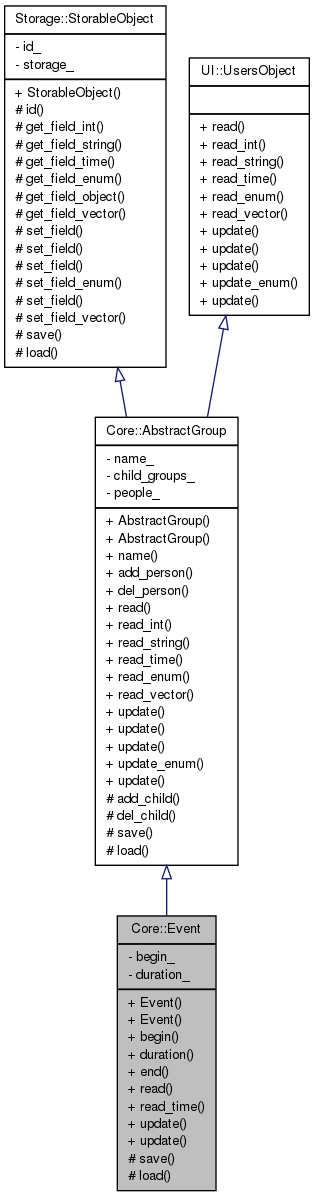 Storage::StorableObject
- id_
- storage_
+ StorableObject()
# id()
# get_field_int()
# get_field_string()
# get_field_time()
# get_field_enum()
# get_field_object()
# get_field_vector()
# set_field()
# set_field()
# set_field()
# set_field_enum()
# set_field()
# set_field_vector()
# save()
# load()
UI::UsersObject
+ read()
+ read_int()
+ read_string()
+ read_time()
+ read_enum()
+ read_vector()
+ update()
+ update()
+ update()
+ update_enum()
+ update()
Core::AbstractGroup
- name_
- child_groups_
- people_
+ AbstractGroup()
+ AbstractGroup()
+ name()
+ add_person()
+ del_person()
+ read()
+ read_int()
+ read_string()
+ read_time()
+ read_enum()
+ read_vector()
+ update()
+ update()
+ update()
+ update_enum()
+ update()
# add_child()
# del_child()
# save()
# load()
Core::Event
- begin_
- duration_
+ Event()
+ Event()
+ begin()
+ duration()
+ end()
+ read()
+ read_time()
+ update()
+ update()
# save()
# load()